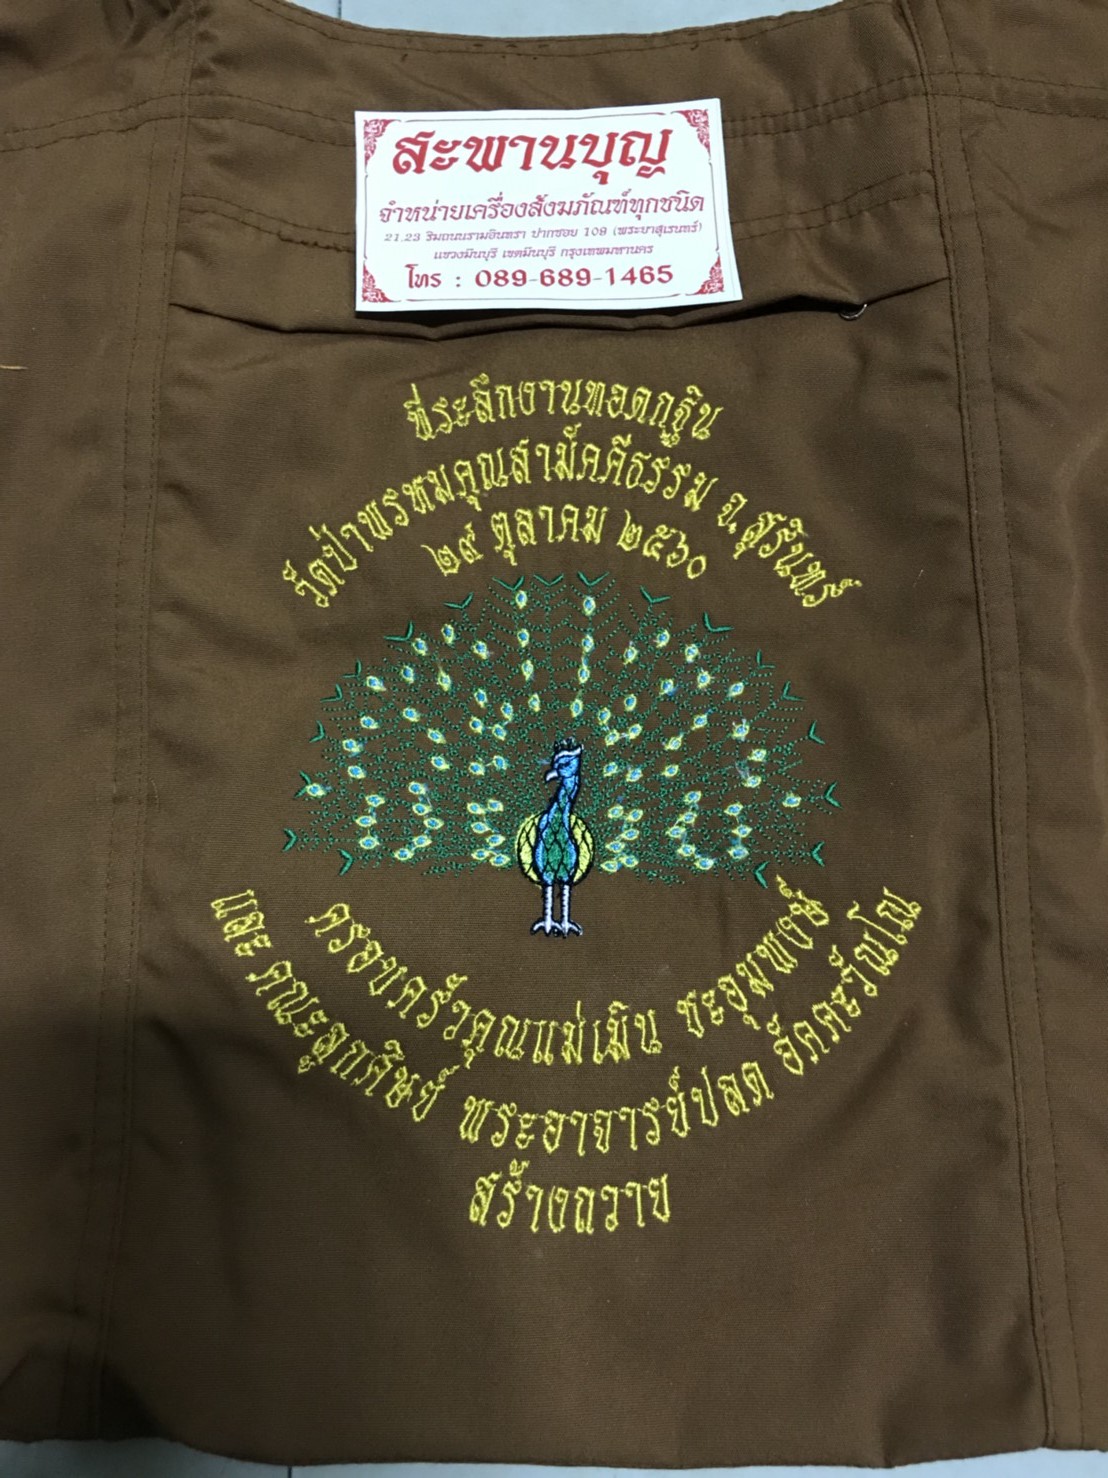 สะพานบุญ
จำหน่ายเครื่องสังฆภัณฑ์ทุกชนิด
21,23 ริมถนนรามอินทรา ปากซอย 109 (พระยาสุเรนทร์)
แขวงมีนบุรี เขตมีนบุรี กรุงเทพมหานคร
โทร : 089-689-1465
ที่ระลึกงานทอดกฐิน
วัดป่าพรหมคุณสามัคคีธรรม จ.สุรินทร์
๒๙ ตุลาคม ๒๕๖๐
ครอบครัวคุณแม่เมิน ชะอุมพงษ์
และ คณะลูกศิษย์ พระอาจารย์ปลด อัคคะวัณโณ
สร้างถวาย